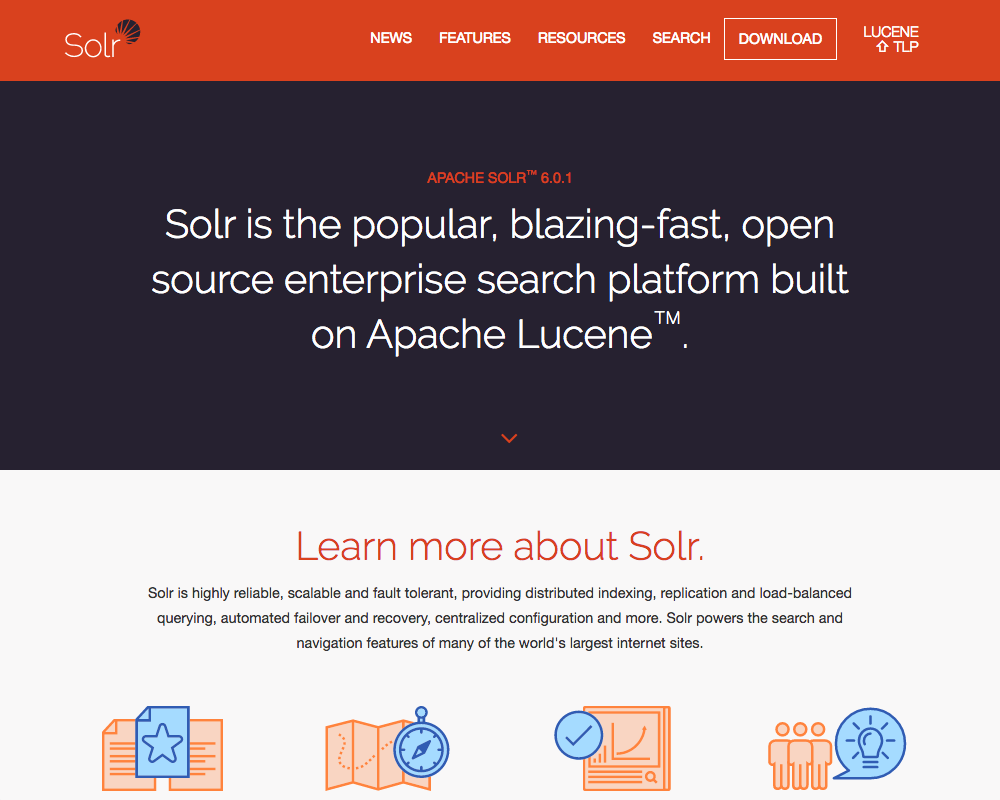 Solr
NEWS FEATURES RESOURCES SEARCH DOWNLOAD LUCENE
⇧ TLP
APACHE SOLR™ 6.0.1
Solr is the popular, blazing-fast, open
source enterprise search platform built
on Apache Lucene™.
Learn more about Solr.
Solr is highly reliable, scalable and fault tolerant, providing distributed indexing, replication and load-balanced
querying, automated failover and recovery, centralized configuration and more. Solr powers the search and
navigation features of many of the world's largest internet sites.